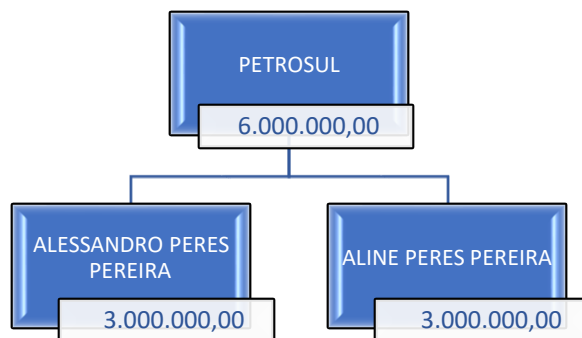 PETROSUL
6.000.000,00
ALESSANDRO PERES
PEREIRA
3.000.000,00
ALINE PERES PEREIRA
3.000.000,00